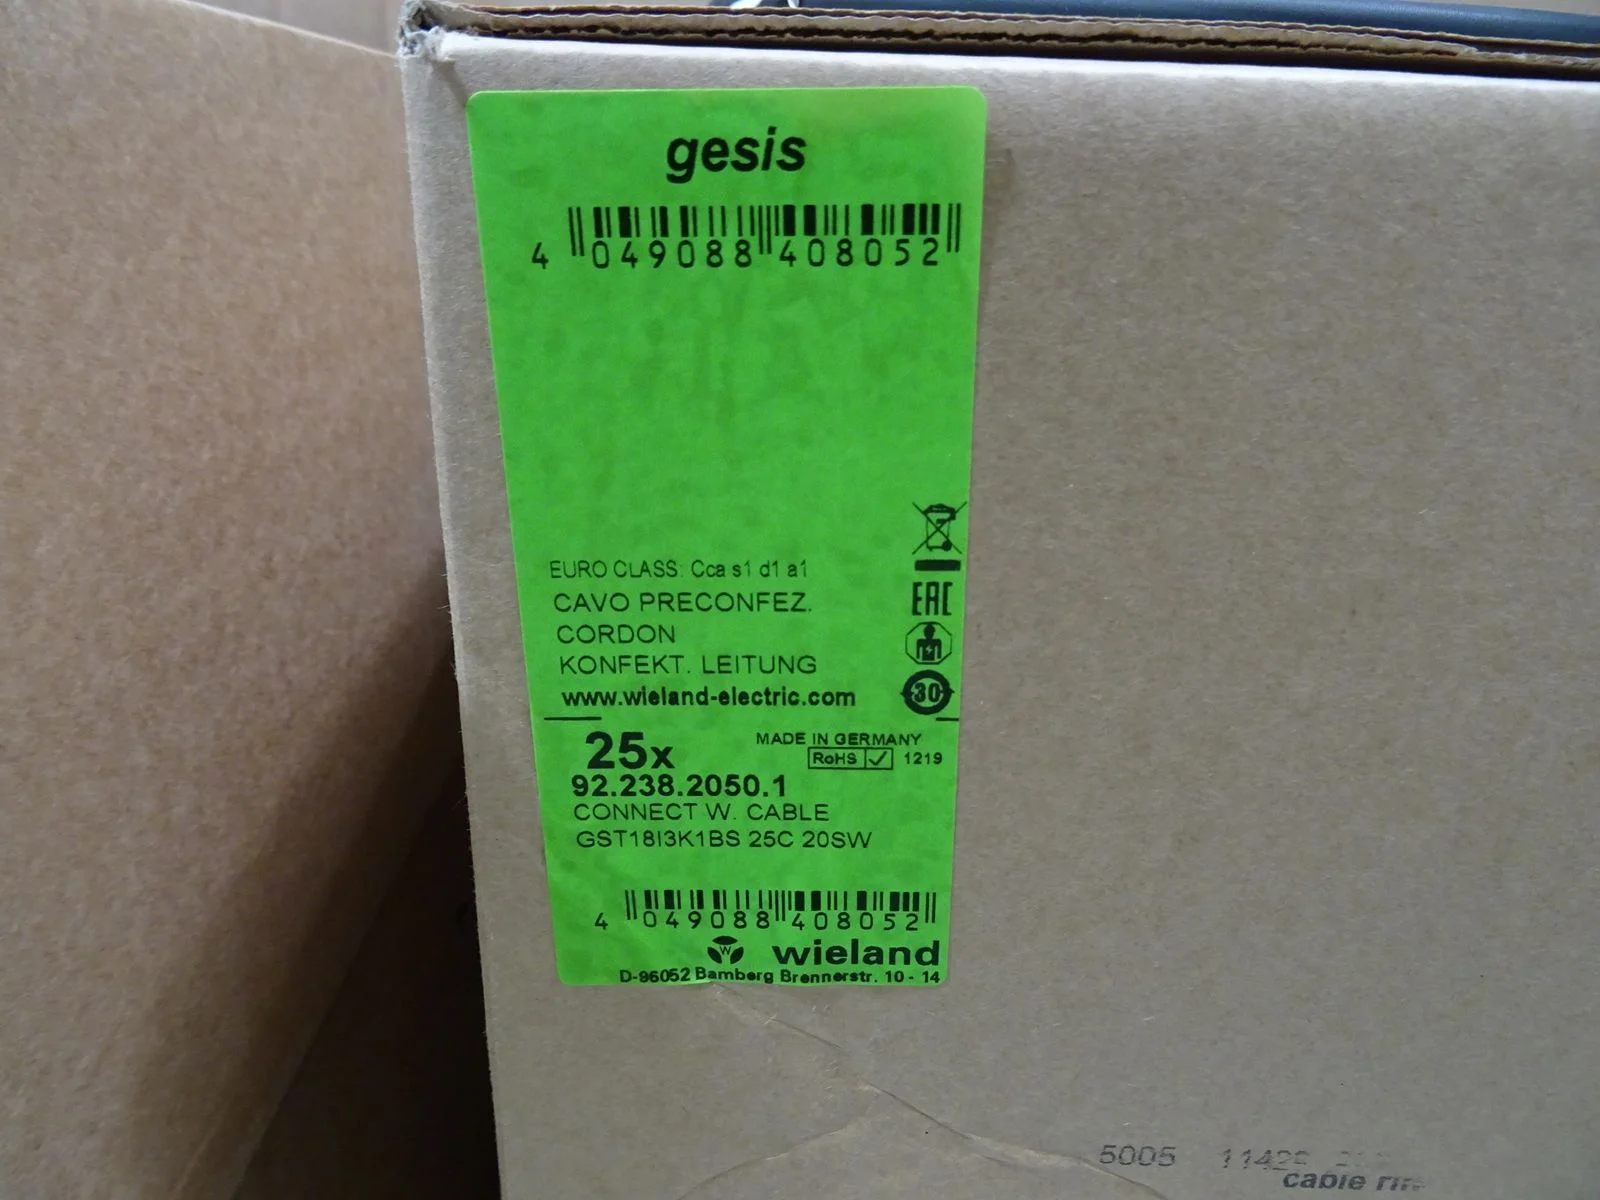 gesis
4 049088 408052
EURO CLASS: Cca s1 d1 a1
CAVO PRECONFEZ.
CORDON
KONFEKT. LEITUNG
www.wieland-electric.com
EAC
30
25x
MADE IN GERMANY
RoHS 1219
92.238.2050.1
CONNECT W. CABLE
GST18I3K1BS 25C 20SW
4 049088 408052
wieland
D-96052 Bamberg Brennerstr. 10 - 14
5005
cable